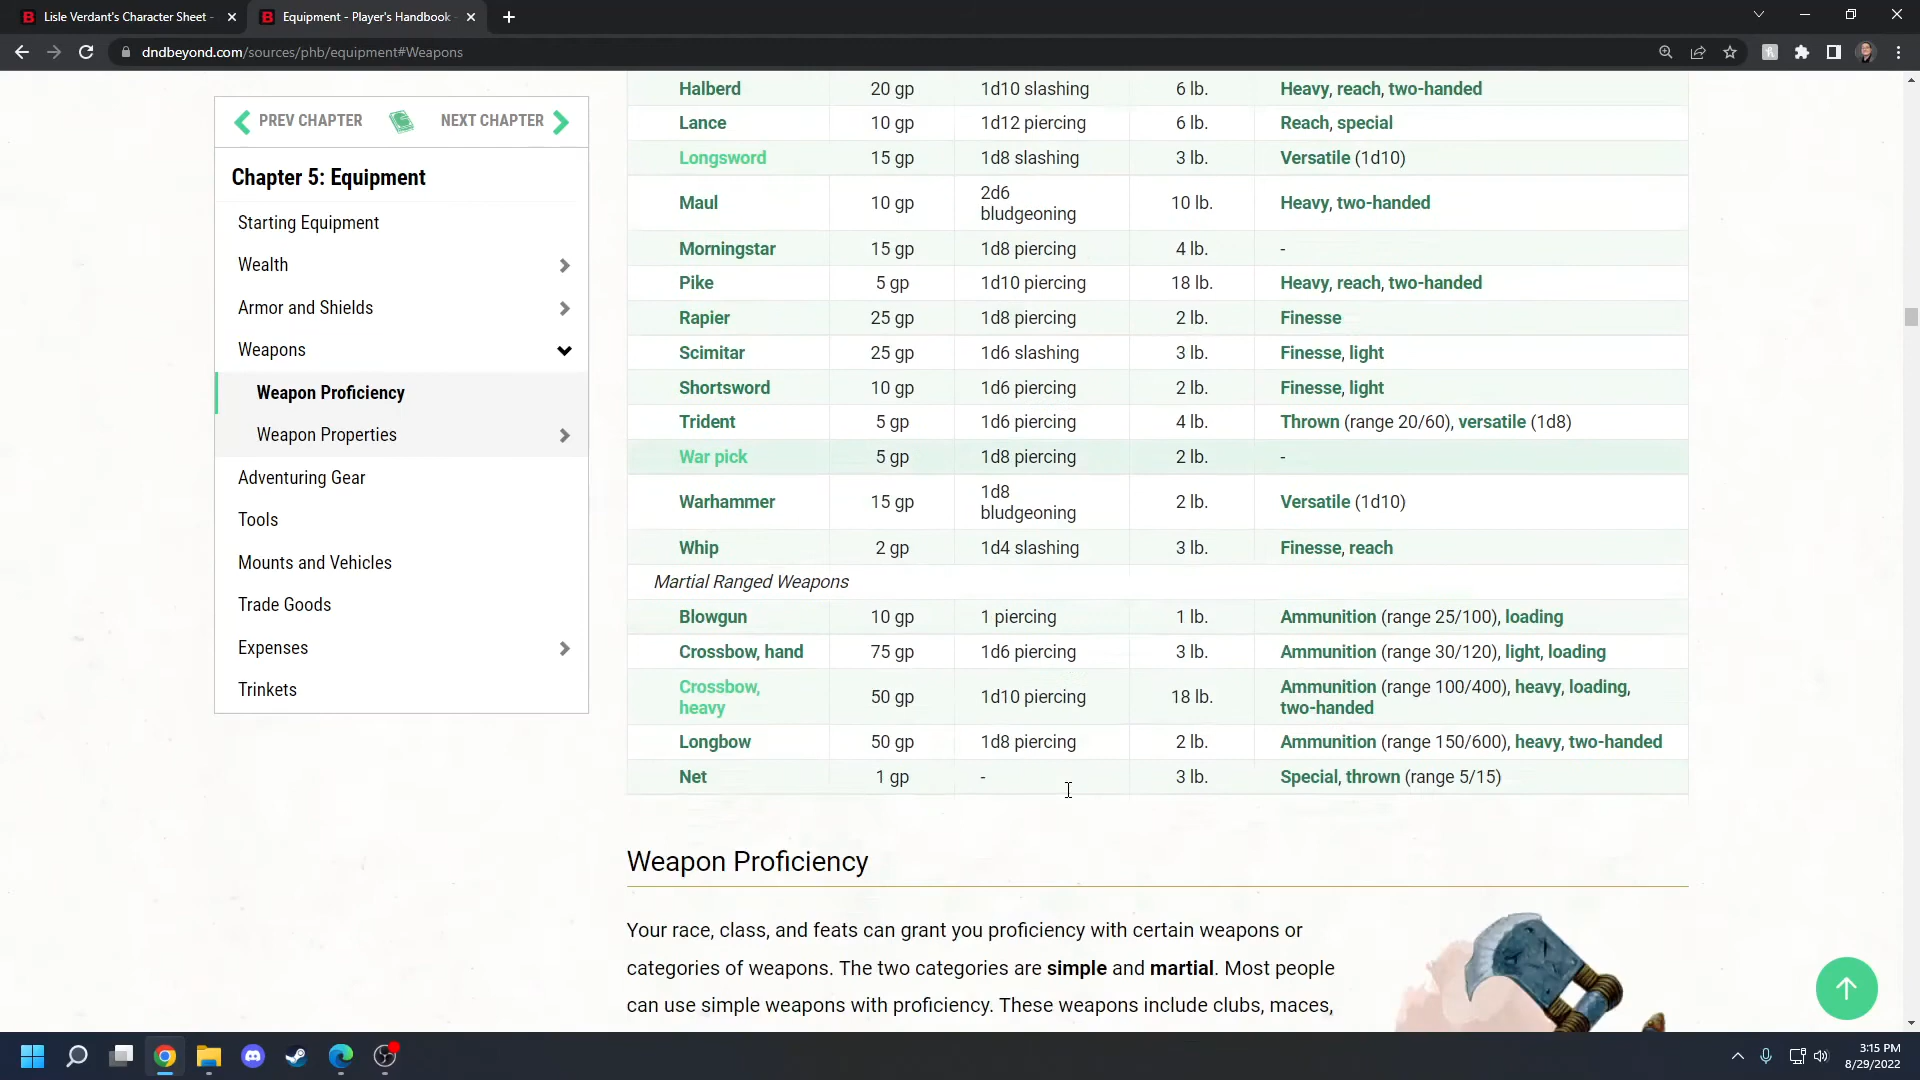 Lisle Verdant's Character Sheet -
Equipment - Player's Handbook -
dndbeyond.com/sources/phb/equipment#Weapons
PREV CHAPTER NEXT CHAPTER
Chapter 5: Equipment
Starting Equipment
Wealth
Armor and Shields
Weapons
Weapon Proficiency
Weapon Properties
Adventuring Gear
Tools
Mounts and Vehicles
Trade Goods
Expenses
Trinkets
Halberd 20 gp 1d10 slashing 6 lb. Heavy, reach, two-handed
Lance 10 gp 1d12 piercing 6 lb. Reach, special
Longsword 15 gp 1d8 slashing 3 lb. Versatile (1d10)
Maul 10 gp 2d6 bludgeoning 10 lb. Heavy, two-handed
Morningstar 15 gp 1d8 piercing 4 lb. -
Pike 5 gp 1d10 piercing 18 lb. Heavy, reach, two-handed
Rapier 25 gp 1d8 piercing 2 lb. Finesse
Scimitar 25 gp 1d6 slashing 3 lb. Finesse, light
Shortsword 10 gp 1d6 piercing 2 lb. Finesse, light
Trident 5 gp 1d6 piercing 4 lb. Thrown (range 20/60), versatile (1d8)
War pick 5 gp 1d8 piercing 2 lb. -
Warhammer 15 gp 1d8 bludgeoning 2 lb. Versatile (1d10)
Whip 2 gp 1d4 slashing 3 lb. Finesse, reach
Martial Ranged Weapons
Blowgun 10 gp 1 piercing 1 lb. Ammunition (range 25/100), loading
Crossbow, hand 75 gp 1d6 piercing 3 lb. Ammunition (range 30/120), light, loading
Crossbow, heavy 50 gp 1d10 piercing 18 lb. Ammunition (range 100/400), heavy, loading, two-handed
Longbow 50 gp 1d8 piercing 2 lb. Ammunition (range 150/600), heavy, two-handed
Net 1 gp - 3 lb. Special, thrown (range 5/15)
Weapon Proficiency
Your race, class, and feats can grant you proficiency with certain weapons or
categories of weapons. The two categories are simple and martial. Most people
can use simple weapons with proficiency. These weapons include clubs, maces,
3:15 PM
8/29/2022